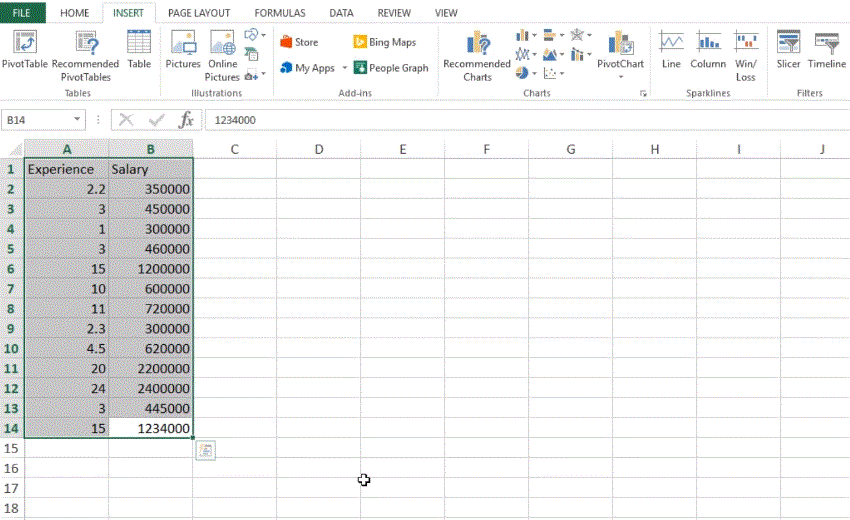 FILE HOME INSERT PAGE LAYOUT FORMULAS DATA REVIEW VIEW
PivotTable Recommended PivotTables Table Pictures Online Pictures Store My Apps Bing Maps People Graph Recommended Charts PivotChart Line Column Win/Loss Slicer Timeline
Tables Illustrations Add-ins Charts Sparklines Filters
B14 fx 1234000
A B C D E F G H I J
1 Experience Salary
2 2.2 350000
3 3 450000
4 1 300000
5 3 460000
6 15 1200000
7 10 600000
8 11 720000
9 2.3 300000
10 4.5 620000
11 20 2200000
12 24 2400000
13 3 445000
14 15 1234000
15
16
17
18